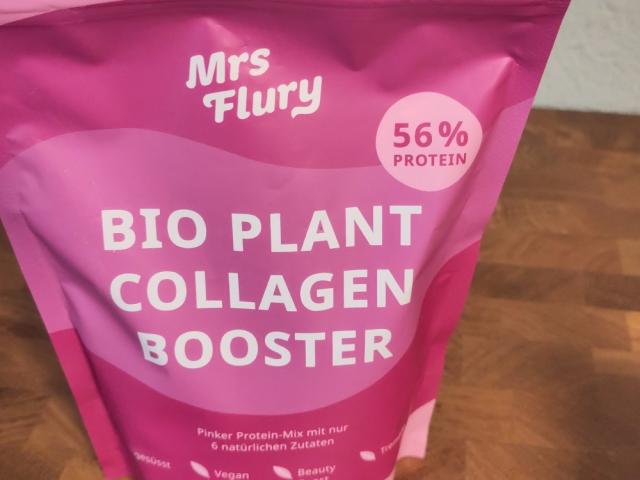 Mrs
Flury
56%
PROTEIN
BIO PLANT
COLLAGEN
BOOSTER
Pinker Protein-Mix mit nur
6 natürlichen Zutaten
Vegan
Beauty